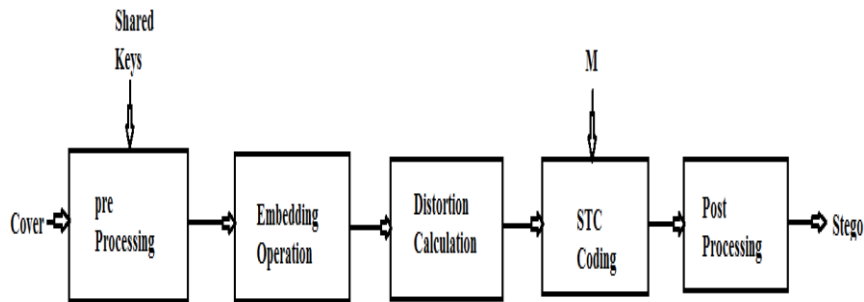 Shared
Keys
M
Cover
pre
Processing
Embedding
Operation
Distortion
Calculation
STC
Coding
Post
Processing
Stego